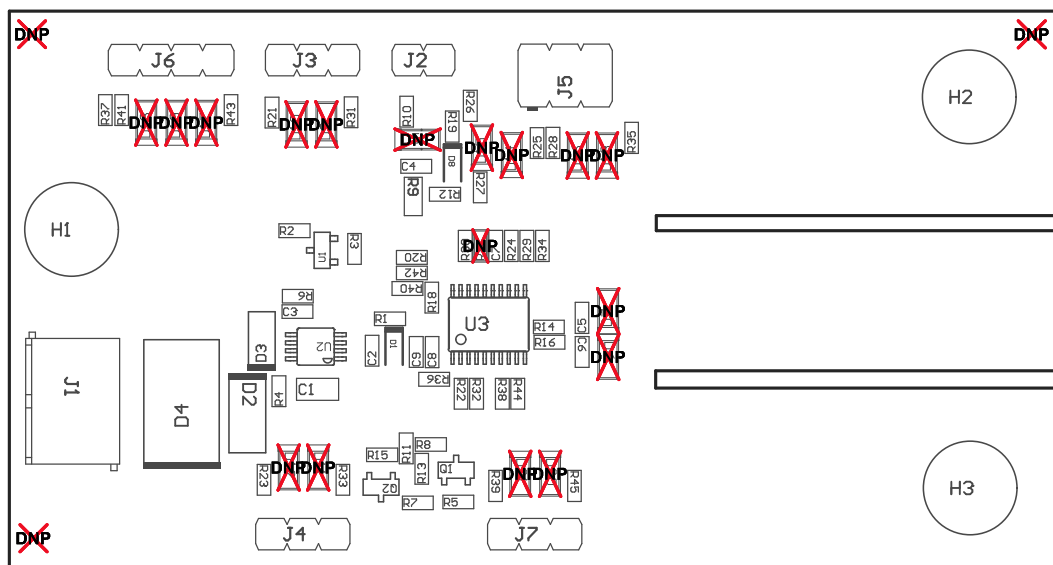 DNP
DNP
J6
J3
J2
J5
H2
R37
R41
DNP
DNP
DNP
R43
R21
DNP
DNP
R31
R10
R19
R26
DNP
DNP
DNP
R25
R28
DNP
DNP
R35
C4
D8
R9
R12
R27
H1
R2
U1
R3
DNP
C7
R24
R29
R34
R20
R42
R40
R18
R6
C3
R1
U3
R14
R16
C5
C6
DNP
DNP
D3
U2
C2
D1
C9
C8
R36
J1
D4
D2
R4
C1
R22
R32
R38
R44
R23
DNP
DNP
R33
R15
R11
R8
R13
Q1
Q2
R7
R5
R39
DNP
DNP
R45
H3
J4
J7
DNP